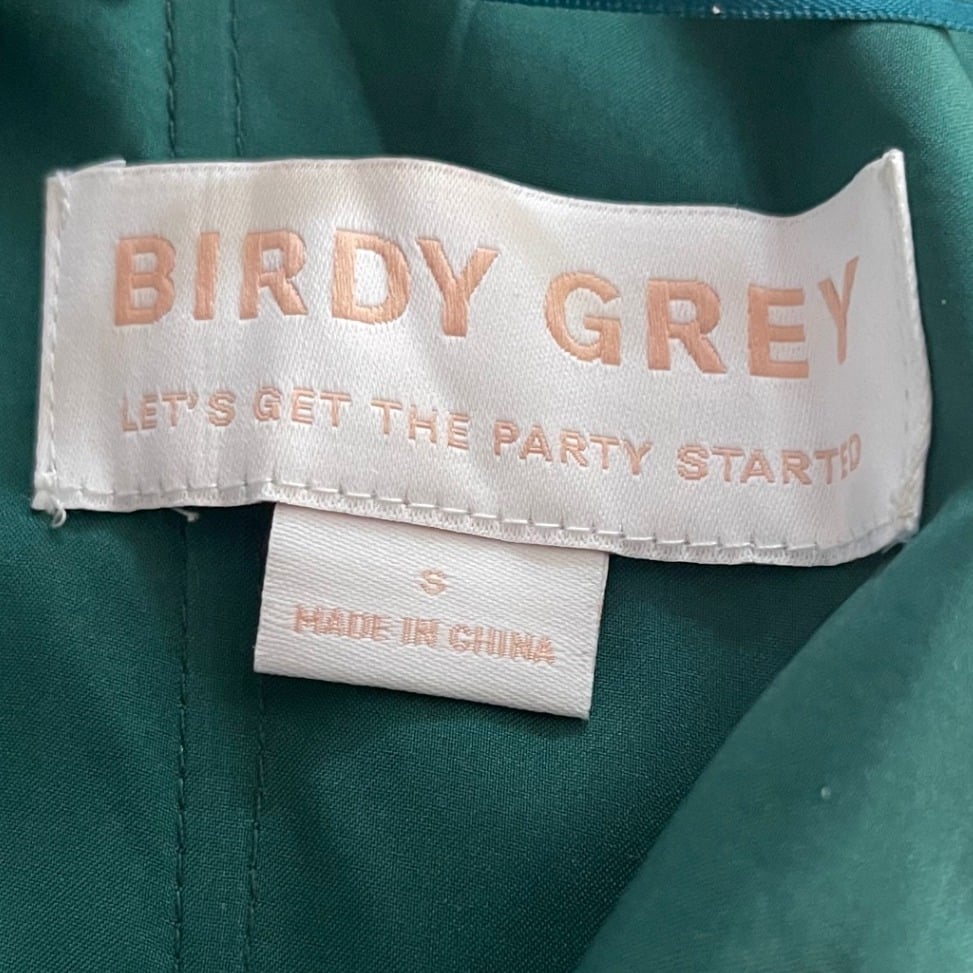 BIRDY GREY
LET'S GET THE PARTY STARTED
S
MADE IN CHINA